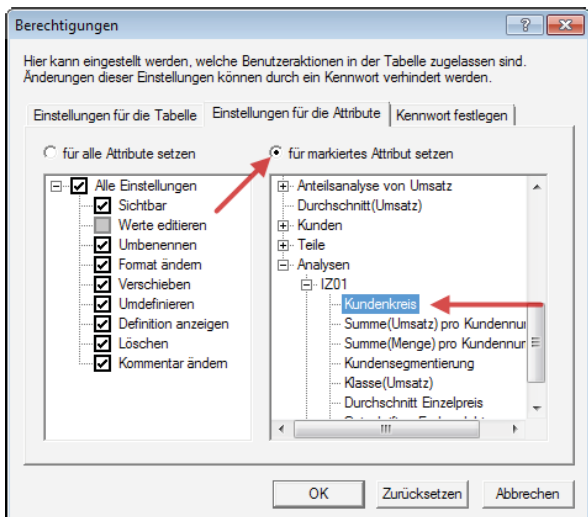 Berechtigungen
Hier kann eingestellt werden, welche Benutzeraktionen in der Tabelle zugelassen sind.
Änderungen dieser Einstellungen können durch ein Kennwort verhindert werden.
Einstellungen für die Tabelle
Einstellungen für die Attribute
Kennwort festlegen
für alle Attribute setzen
Alle Einstellungen
Sichtbar
Werte editieren
Umbenennen
Format ändern
Verschieben
Umdefinieren
Definition anzeigen
Löschen
Kommentar ändern
für markiertes Attribut setzen
Anteilsanalyse von Umsatz
Durchschnitt(Umsatz)
Kunden
Teile
Analysen
IZ01
Kundenkreis
Summe(Umsatz) pro Kundennur
Summe(Menge) pro Kundennur
Kundensegmentierung
Klasse(Umsatz)
Durchschnitt Einzelpreis
OK
Zurücksetzen
Abbrechen